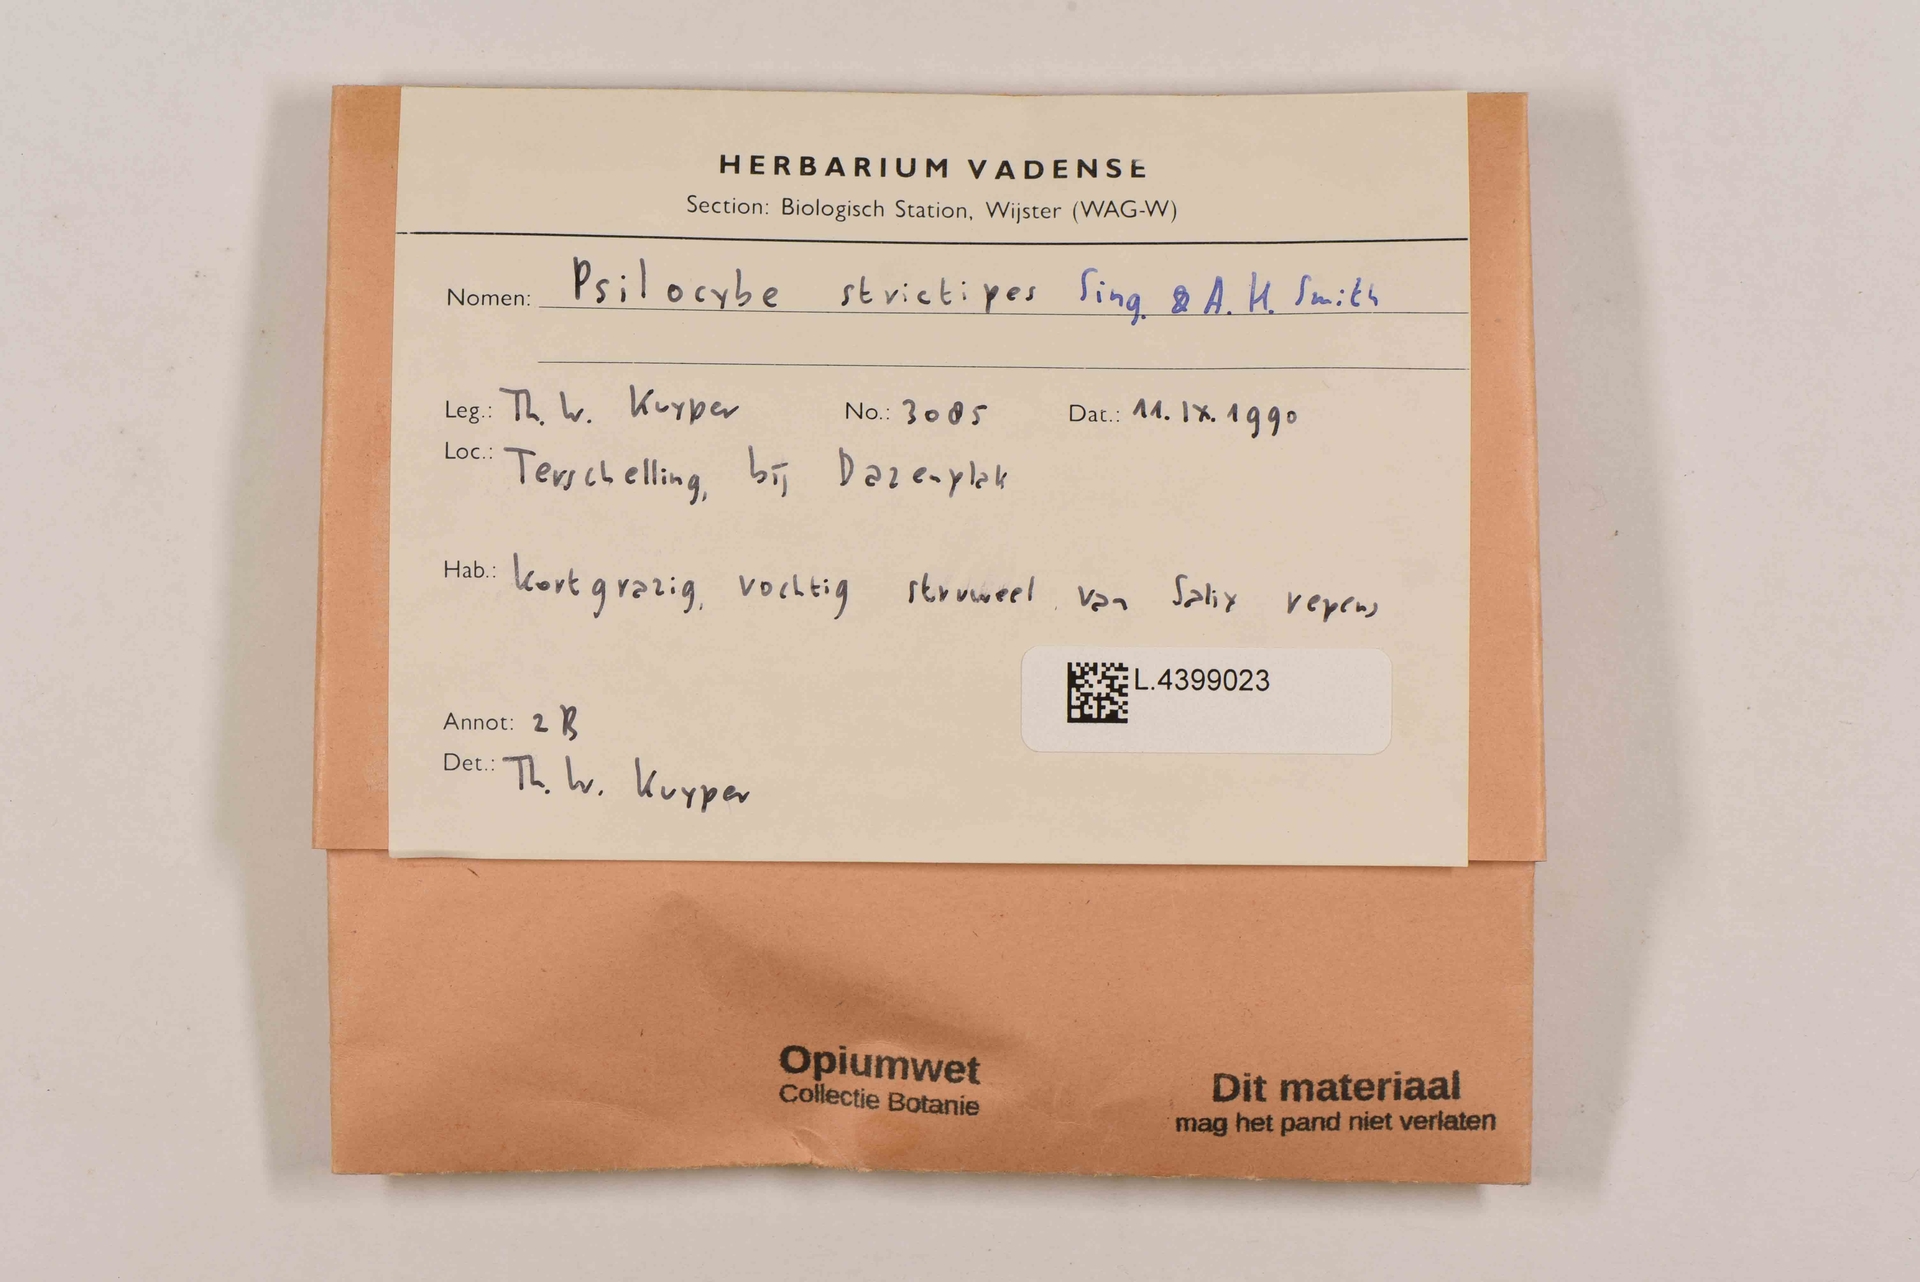 HERBARIUM VADENSE
Section: Biologisch Station, Wijster (WAG-W)
Nomen: Psilocybe strictipes Sing. & A. H. Smith
Leg.: Th. W. Kuyper No.: 3085 Dat.: 11.IX.1990
Loc.: Terschelling, bij Dazenplak
Hab.: kortgrazig, vochtig struweel van Salix repens
L.4399023
Annot: 2 B
Det.: Th. W. Kuyper
Opiumwet
Collectie Botanie
Dit materiaal
mag het pand niet verlaten